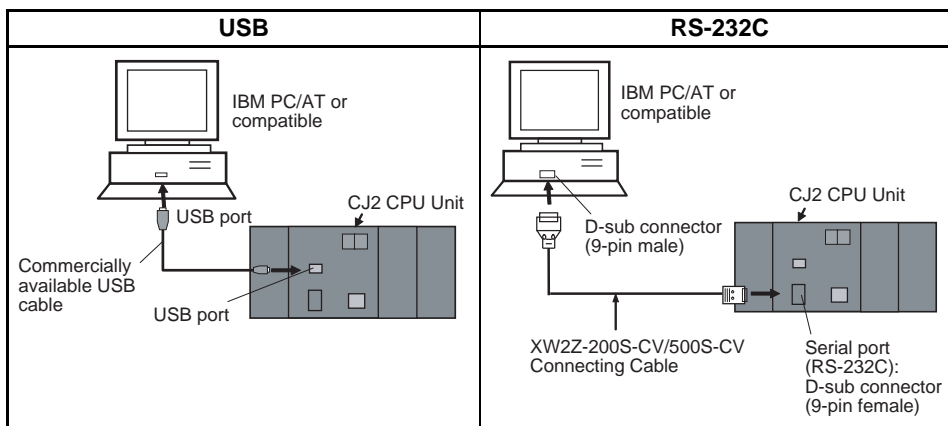 USB
RS-232C
IBM PC/AT or
compatible
USB port
CJ2 CPU Unit
Commercially
available USB
cable
USB port
IBM PC/AT or
compatible
D-sub connector
(9-pin male)
CJ2 CPU Unit
XW2Z-200S-CV/500S-CV
Connecting Cable
Serial port
(RS-232C):
D-sub connector
(9-pin female)